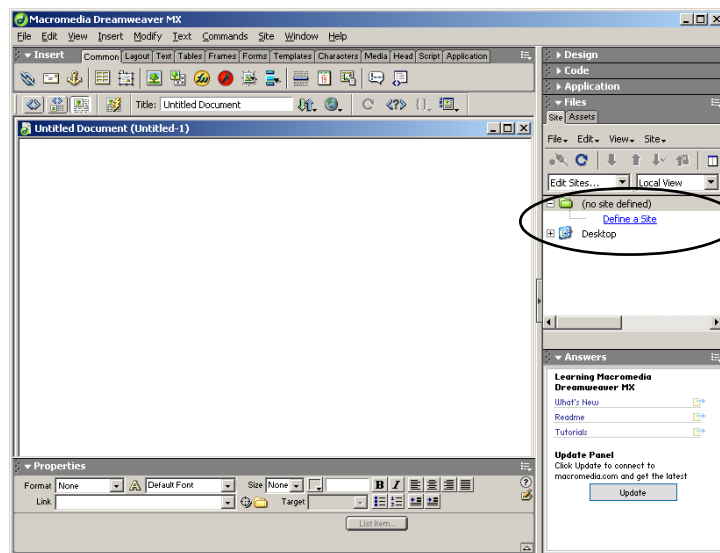 Macromedia Dreamweaver MX
File Edit View Insert Modify Text Commands Site Window Help
Insert Common Layout Text Tables Frames Forms Templates Characters Media Head Script Application
Title: Untitled Document
Untitled Document (Untitled-1)
Properties
Format None Default Font Size None B I
Link Target
List Item...
Design
Code
Application
Files
Site Assets
File Edit View Site
Edit Sites... Local View
(no site defined)
Define a Site
Desktop
Answers
Learning Macromedia
Dreamweaver MX
What's New
Readme
Tutorials
Update Panel
Click Update to connect to
macromedia.com and get the latest
Update